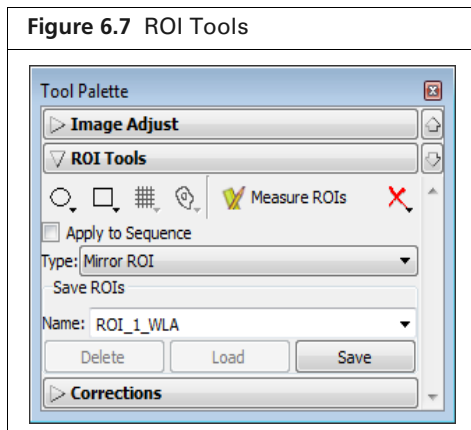 Figure 6.7 ROI Tools
Tool Palette
Image Adjust
ROI Tools
Measure ROIs
Apply to Sequence
Type: Mirror ROI
Save ROIs
Name: ROI_1_WLA
Delete Load Save
Corrections